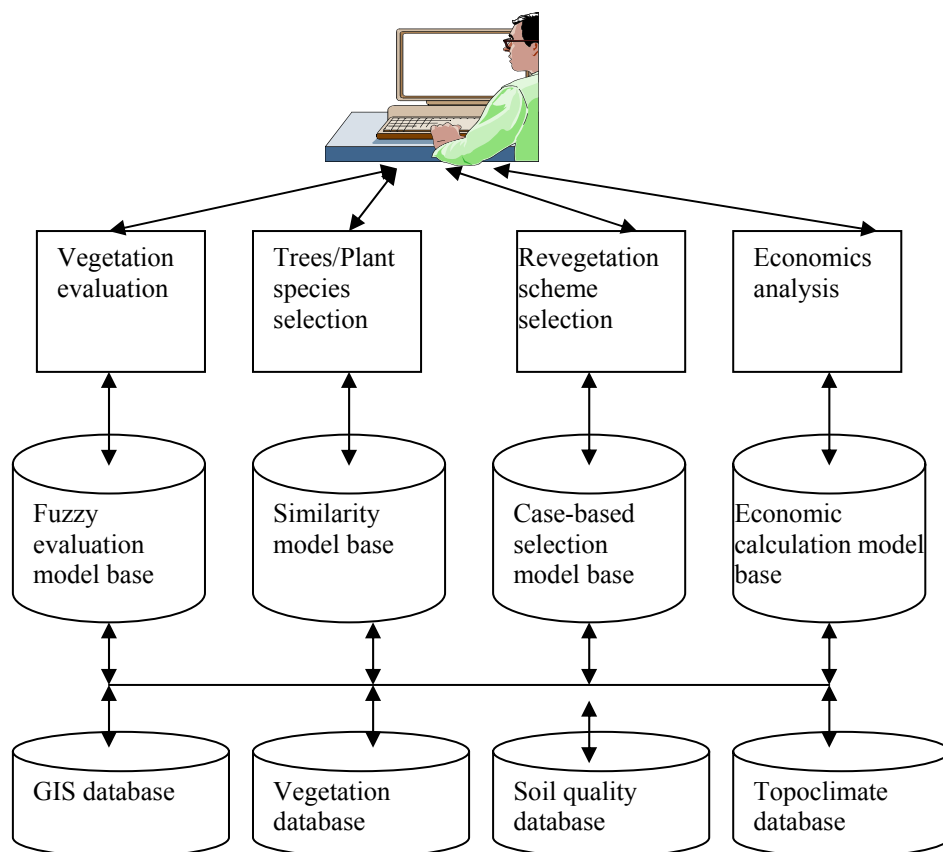 Vegetation
evaluation
Trees/Plant
species
selection
Revegetation
scheme
selection
Economics
analysis
Fuzzy
evaluation
model base
Similarity
model base
Case-based
selection
model base
Economic
calculation model
base
GIS database
Vegetation
database
Soil quality
database
Topoclimate
database